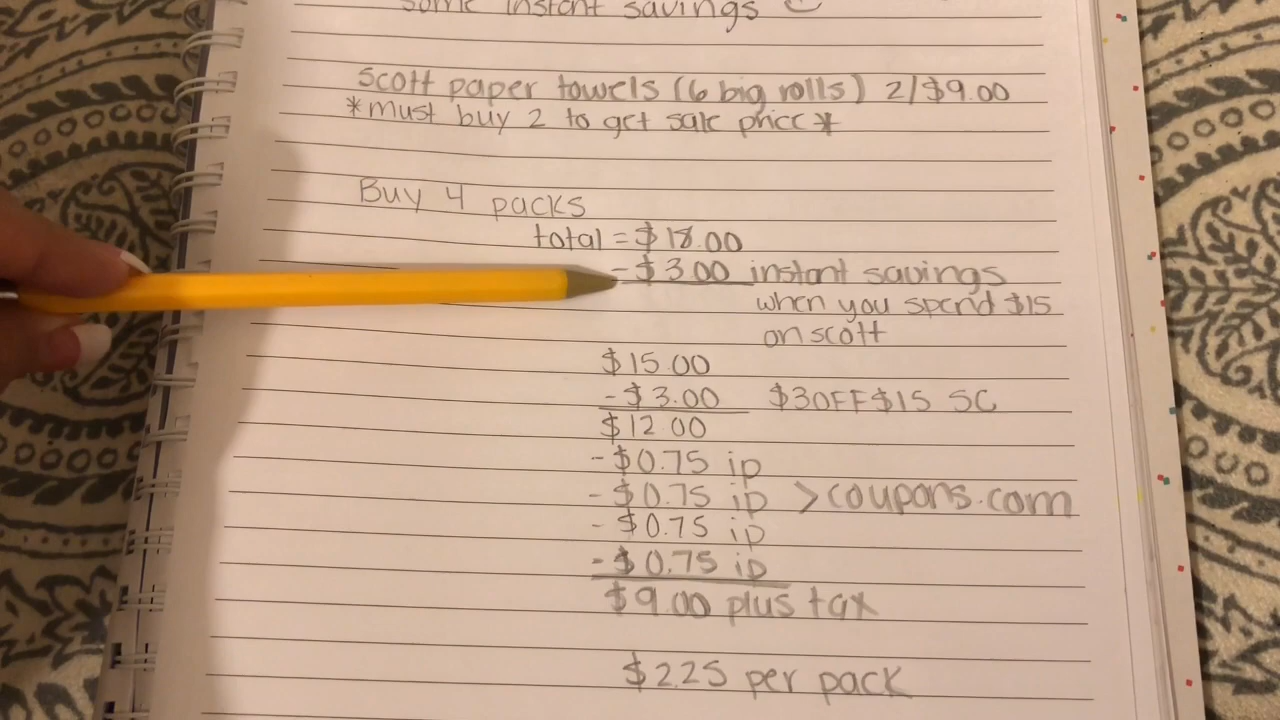 some instant savings
Scott paper towels (6 big rolls) 2/$9.00
*must buy 2 to get sale price*
Buy 4 packs
total = $18.00
- $3.00 instant savings
when you spend $15
on scott
$15.00
- $3.00 $3OFF$15 SC
$12.00
- $0.75 ip
- $0.75 ip > coupons.com
- $0.75 ip
- $0.75 ip
$9.00 plus tax
$2.25 per pack